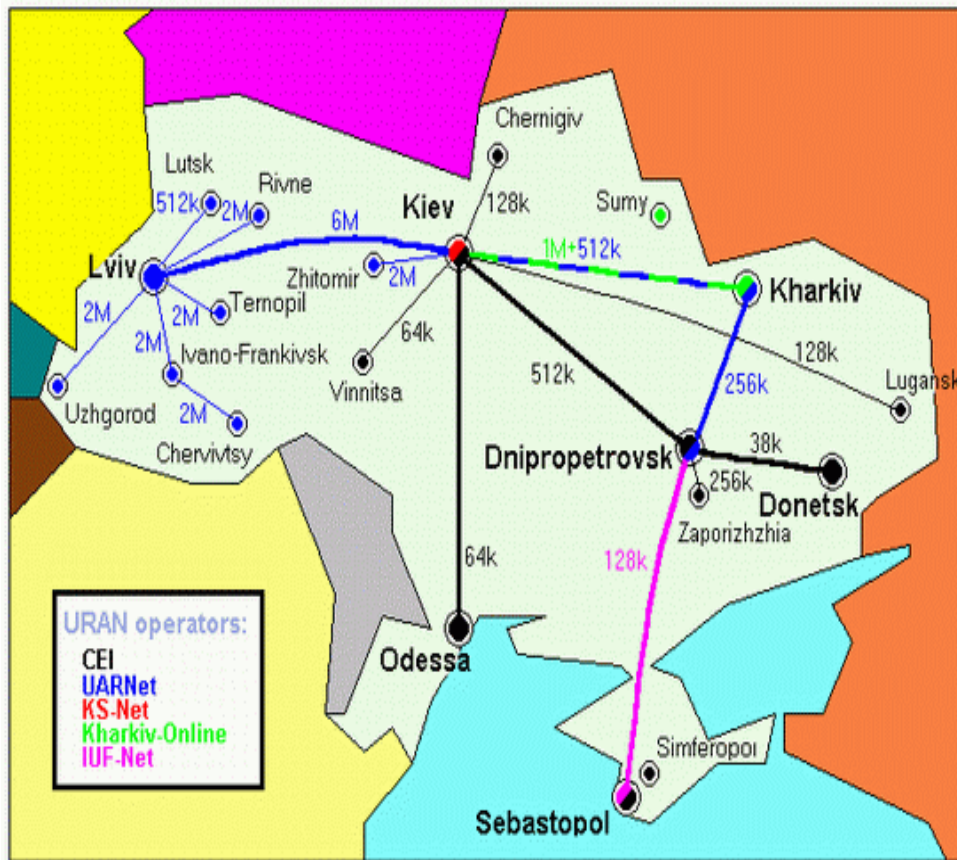 Chernigiv
Lutsk
Rivne
512k
2M
Kiev
128k
Sumy
6M
1M+512k
Lviv
Zhitomir
2M
Kharkiv
2M
2M
Ternopil
64k
128k
2M
Ivano-Frankivsk
Vinnitsa
512k
256k
Lugansk
Uzhgorod
2M
Chervivtsy
Dnipropetrovsk
38k
256k
Donetsk
Zaporizhzhia
64k
128k
URAN operators:
CEI
UARNet
KS-Net
Kharkiv-Online
IUF-Net
Odessa
Simferopol
Sebastopol